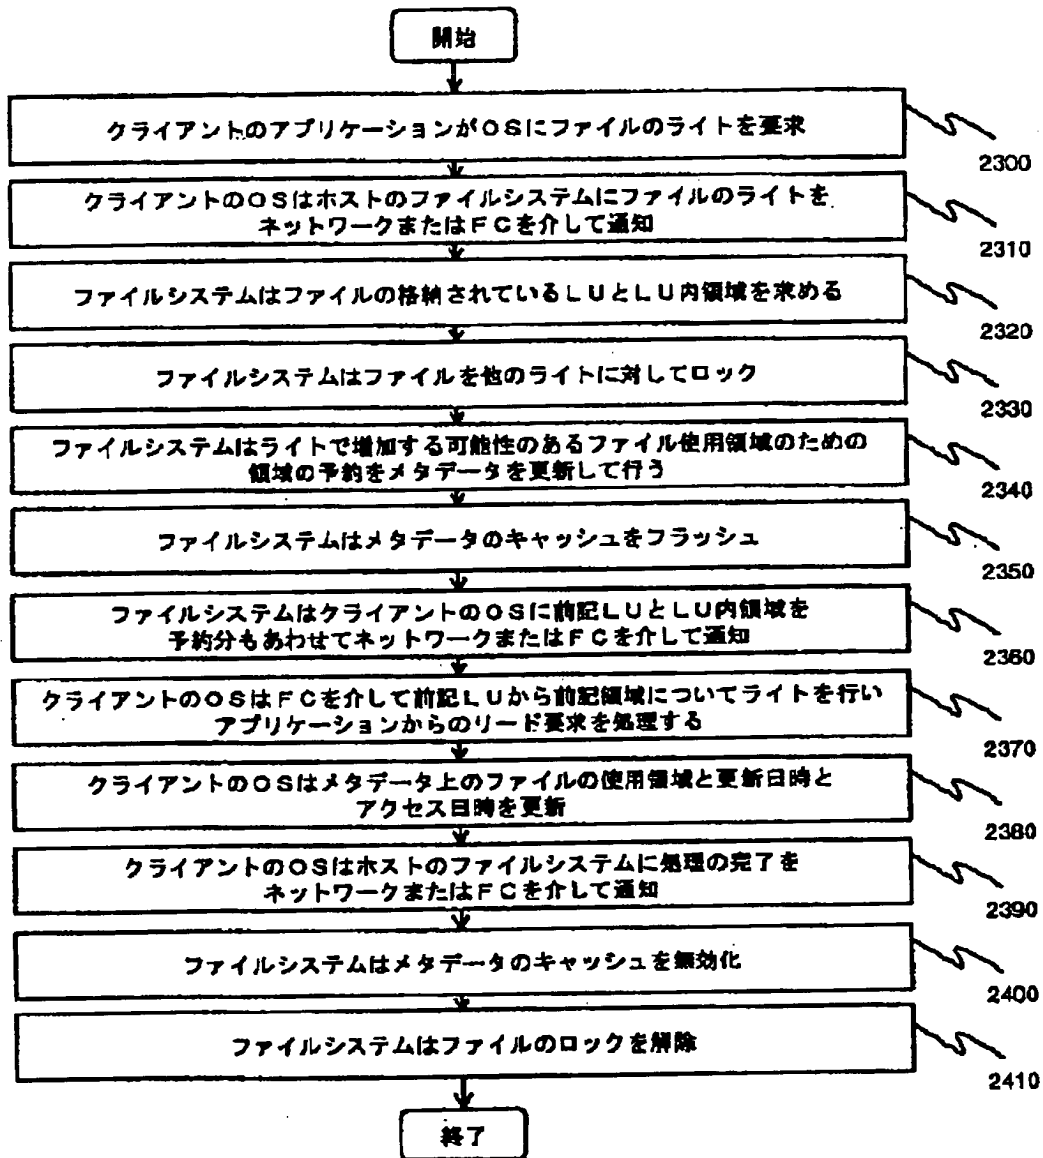 開始
クライアントのアプリケーションがOSにファイルのライトを要求
2300
クライアントのOSはホストのファイルシステムにファイルのライトを
ネットワークまたはFCを介して通知
2310
ファイルシステムはファイルの格納されているLUとLU内領域を求める
2320
ファイルシステムはファイルを他のライトに対してロック
2330
ファイルシステムはライトで増加する可能性のあるファイル使用領域のための
領域の予約をメタデータを更新して行う
2340
ファイルシステムはメタデータのキャッシュをフラッシュ
2350
ファイルシステムはクライアントのOSに前記LUとLU内領域を
予約分もあわせてネットワークまたはFCを介して通知
2360
クライアントのOSはFCを介して前記LUから前記領域についてライトを行い
アプリケーションからのリード要求を処理する
2370
クライアントのOSはメタデータ上のファイルの使用領域と更新日時と
アクセス日時を更新
2380
クライアントのOSはホストのファイルシステムに処理の完了を
ネットワークまたはFCを介して通知
2390
ファイルシステムはメタデータのキャッシュを無効化
2400
ファイルシステムはファイルのロックを解除
2410
終了